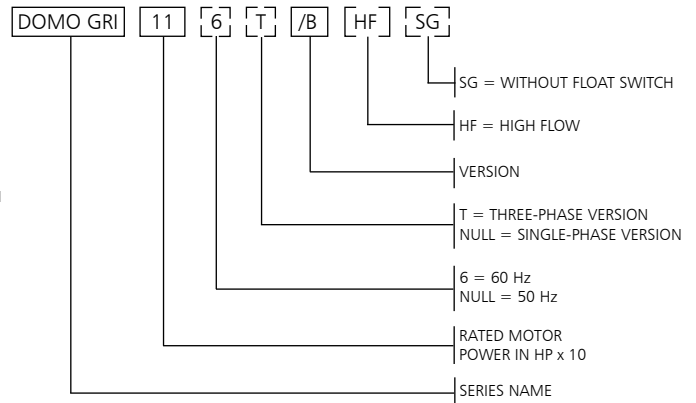 DOMO GRI 11 6 T /B HF SG
SG = WITHOUT FLOAT SWITCH
HF = HIGH FLOW
VERSION
T = THREE-PHASE VERSION
NULL = SINGLE-PHASE VERSION
6 = 60 Hz
NULL = 50 Hz
RATED MOTOR
POWER IN HP x 10
SERIES NAME